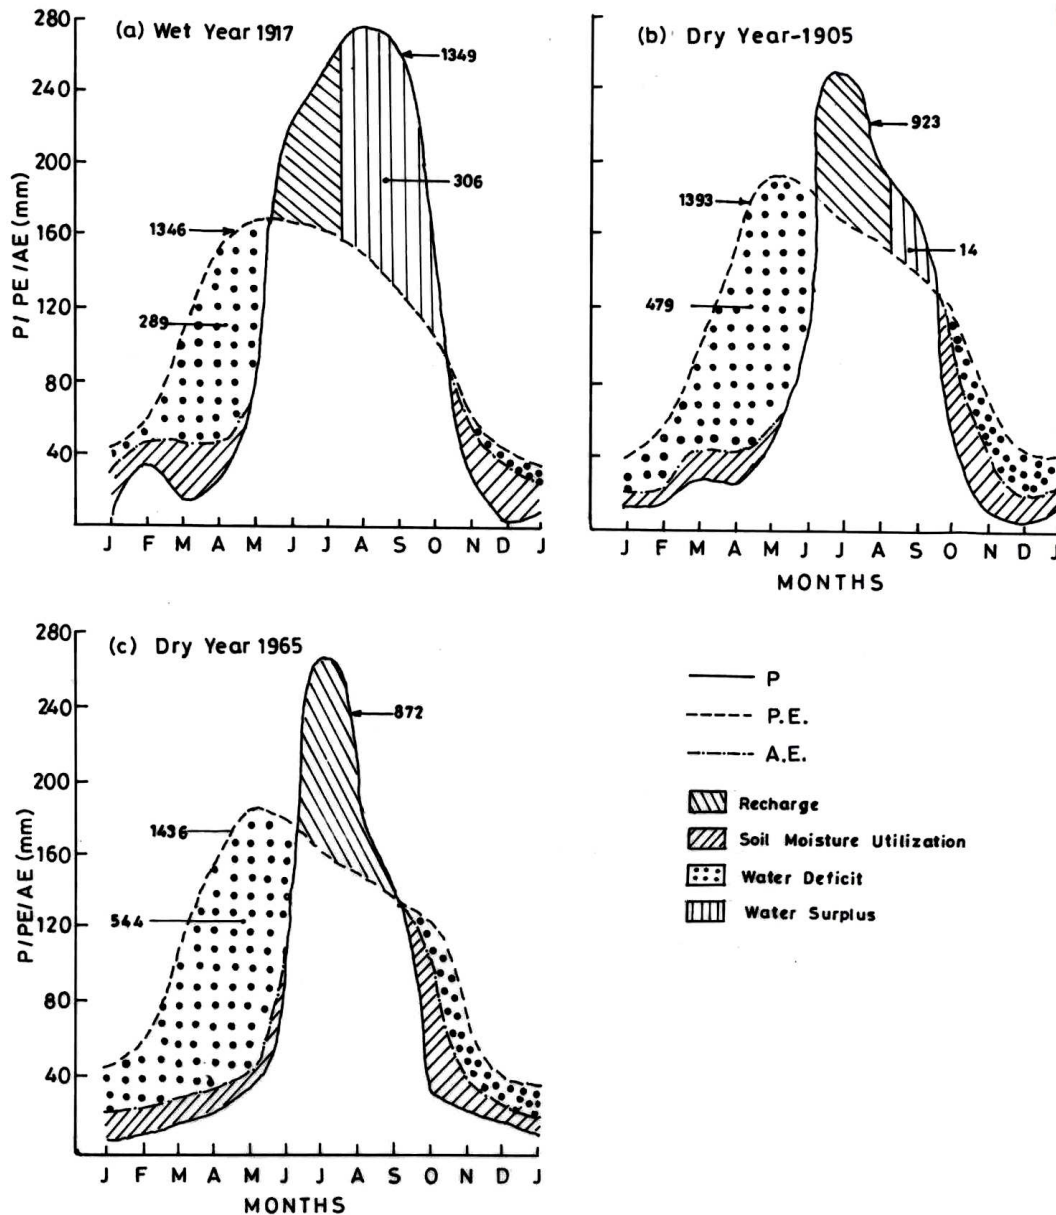 (a) Wet Year 1917
P/ PE/AE (mm)
280
240
200
160
120
80
40
1349
306
1346
289
J F M A M J J A S O N D J
(b) Dry Year-1905
923
1393
14
479
J F M A M J J A S O N D J
MONTHS
(c) Dry Year 1965
P/PE/AE (mm)
280
240
200
160
120
80
40
872
1436
544
J F M A M J J A S O N D J
MONTHS
P
P.E.
A.E.
Recharge
Soil Moisture Utilization
Water Deficit
Water Surplus